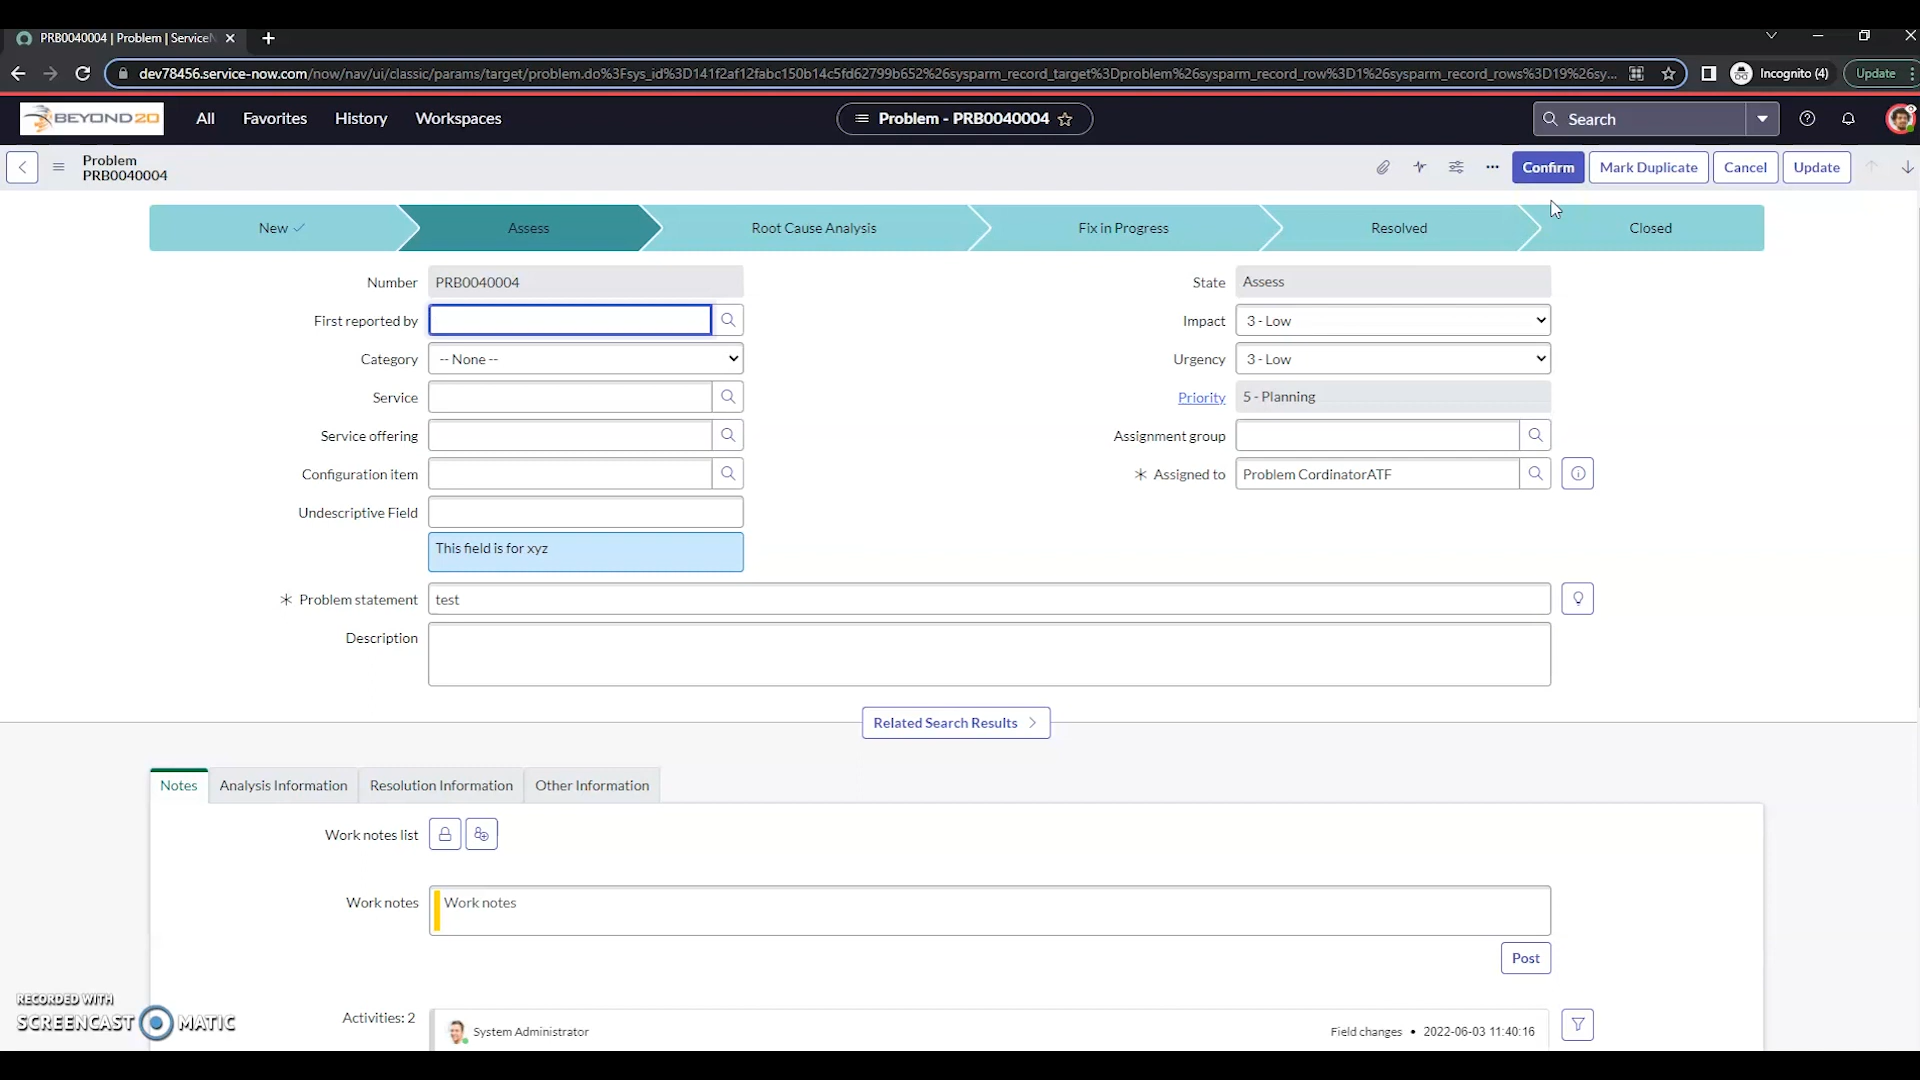 PRB0040004 | Problem | ServiceN
dev78456.service-now.com/now/nav/ui/classic/params/target/problem.do%3Fsys_id%3D141f2af12fabc150b14c5fd62799b652%26sysparm_record_target%3Dproblem%26sysparm_record_row%3D1%26sysparm_record_rows%3D19%26sy...
Incognito (4)
Update
BEYOND20
All
Favorites
History
Workspaces
Problem - PRB0040004
Search
Problem
PRB0040004
Confirm
Mark Duplicate
Cancel
Update
New
Assess
Root Cause Analysis
Fix in Progress
Resolved
Closed
Number PRB0040004
State Assess
First reported by
Impact 3 - Low
Category -- None --
Urgency 3 - Low
Service
Priority 5 - Planning
Service offering
Assignment group
Configuration item
Assigned to Problem CordinatorATF
Undescriptive Field
This field is for xyz
Problem statement test
Description
Related Search Results
Notes
Analysis Information
Resolution Information
Other Information
Work notes list
Work notes Work notes
Post
Activities: 2
System Administrator
Field changes • 2022-06-03 11:40:16
RECORDED WITH
SCREENCAST MATIC